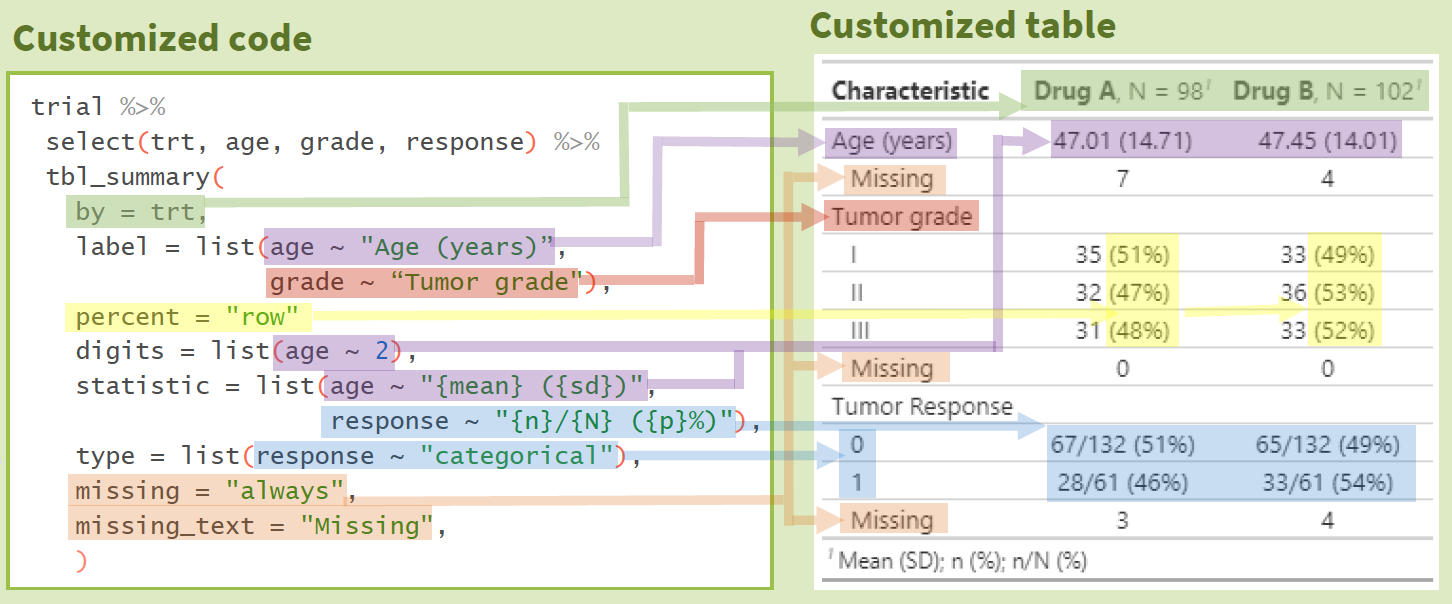 Customized code
trial %>%
select(trt, age, grade, response) %>%
tbl_summary(
by = trt,
label = list(age ~ "Age (years)”,
grade ~ “Tumor grade"),
percent = "row"
digits = list(age ~ 2),
statistic = list(age ~ "{mean} ({sd})",
response ~ "{n}/{N} ({p}%)"),
type = list(response ~ "categorical"),
missing = "always",
missing_text = "Missing",
)
Customized table
Characteristic Drug A, N = 98¹ Drug B, N = 102¹
Age (years) 47.01 (14.71) 47.45 (14.01)
Missing 7 4
Tumor grade
I 35 (51%) 33 (49%)
II 32 (47%) 36 (53%)
III 31 (48%) 33 (52%)
Missing 0 0
Tumor Response
0 67/132 (51%) 65/132 (49%)
1 28/61 (46%) 33/61 (54%)
Missing 3 4
¹ Mean (SD); n (%); n/N (%)